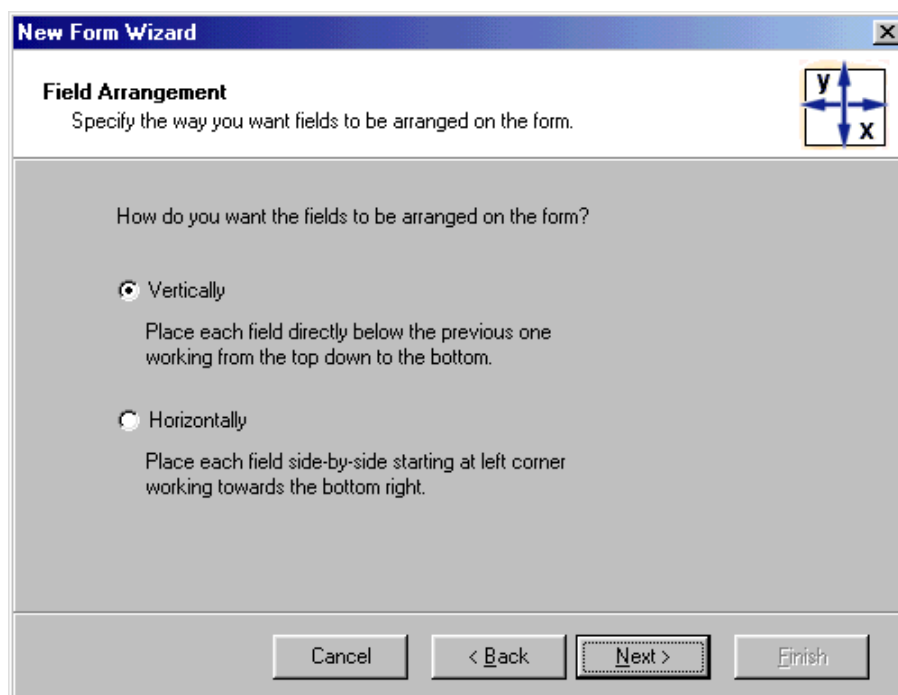 New Form Wizard
Field Arrangement
Specify the way you want fields to be arranged on the form.
y
x
How do you want the fields to be arranged on the form?
Vertically
Place each field directly below the previous one
working from the top down to the bottom.
Horizontally
Place each field side-by-side starting at left corner
working towards the bottom right.
Cancel
< Back
Next >
Finish